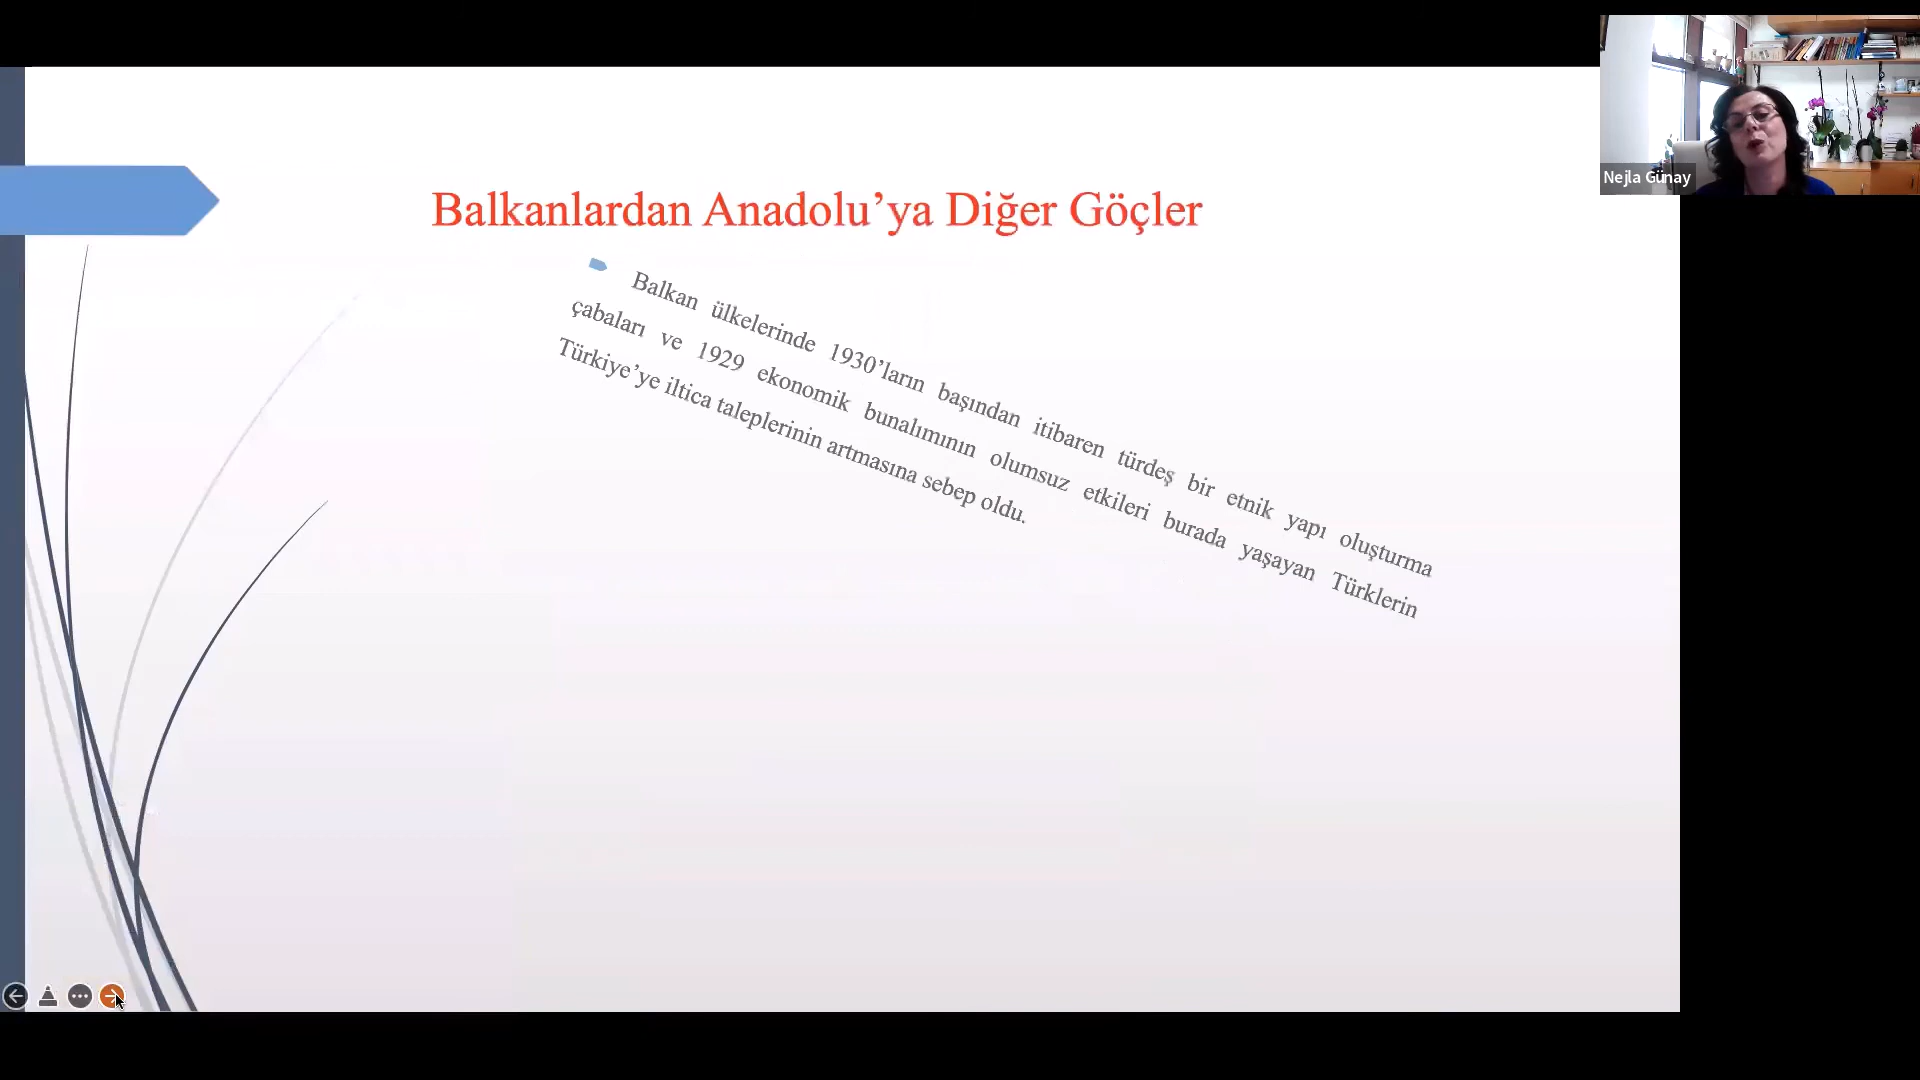 Balkanlardan Anadolu’ya Diğer Göçler
Balkan ülkelerinde 1930’ların başından itibaren türdeş bir etnik yapı oluşturma
çabaları ve 1929 ekonomik bunalımının olumsuz etkileri burada yaşayan Türklerin
Türkiye’ye iltica taleplerinin artmasına sebep oldu.
Nejla Günay